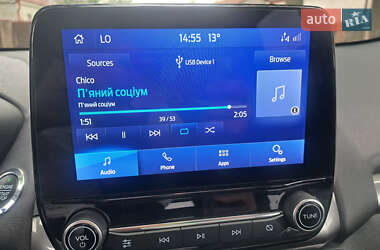 auto RIA
LO 14:55 13°
Sources USB Device 1 Browse
Chico
П'яний соціум
П'яний соціум
1:51 39 / 53 2:05
Audio Phone Apps Settings
VOL TUNE